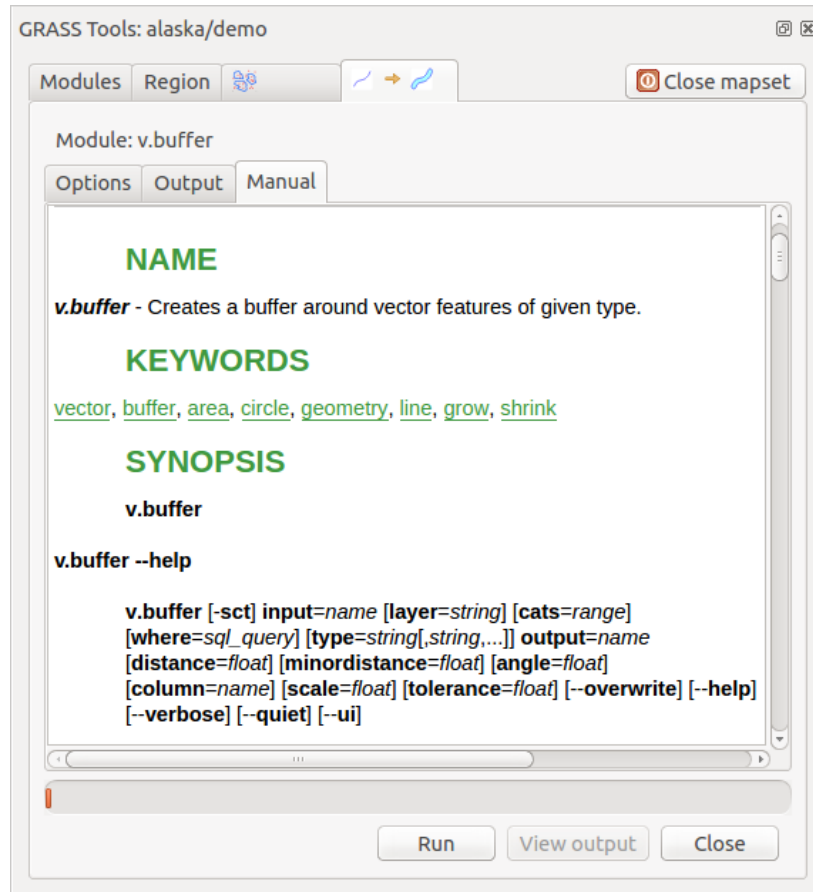 GRASS Tools: alaska/demo
Modules Region Close mapset
Module: v.buffer
Options Output Manual
NAME
v.buffer - Creates a buffer around vector features of given type.
KEYWORDS
vector, buffer, area, circle, geometry, line, grow, shrink
SYNOPSIS
v.buffer
v.buffer --help
v.buffer [-sct] input=name [layer=string] [cats=range]
[where=sql_query] [type=string[,string,...]] output=name
[distance=float] [minordistance=float] [angle=float]
[column=name] [scale=float] [tolerance=float] [--overwrite] [--help]
[--verbose] [--quiet] [--ui]
Run View output Close